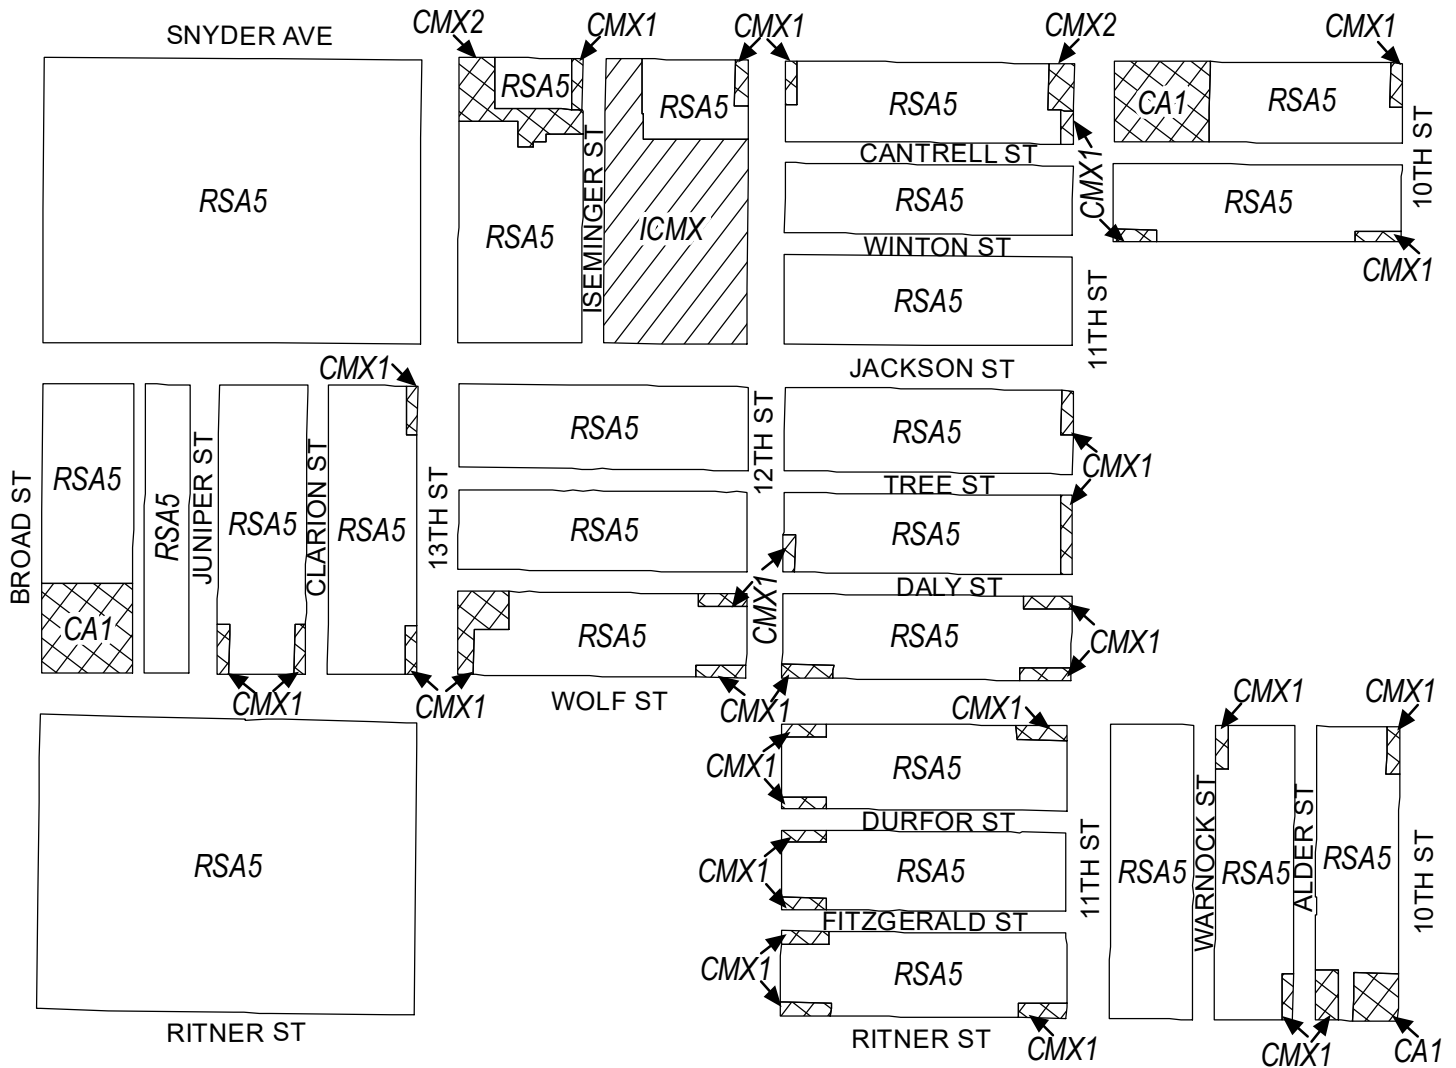 SNYDER AVE
CMX2
CMX1
CMX1
CMX2
CMX1
RSA5
RSA5
RSA5
RSA5
CA1
RSA5
CANTRELL ST
CMX1
10TH ST
RSA5
RSA5
ISEMINGER ST
ICMX
RSA5
RSA5
WINTON ST
CMX1
RSA5
11TH ST
JACKSON ST
CMX1
RSA5
RSA5
12TH ST
CMX1
TREE ST
BROAD ST
RSA5
RSA5
JUNIPER ST
RSA5
CLARION ST
RSA5
13TH ST
RSA5
RSA5
DALY ST
CMX1
CA1
RSA5
RSA5
CMX1
CMX1
CMX1
WOLF ST
CMX1
CMX1
CMX1
CMX1
CMX1
RSA5
DURFOR ST
11TH ST
RSA5
RSA5
WARNOCK ST
RSA5
ALDER ST
RSA5
10TH ST
CMX1
RSA5
FITZGERALD ST
CMX1
RSA5
RITNER ST
RITNER ST
CMX1
CMX1
CA1